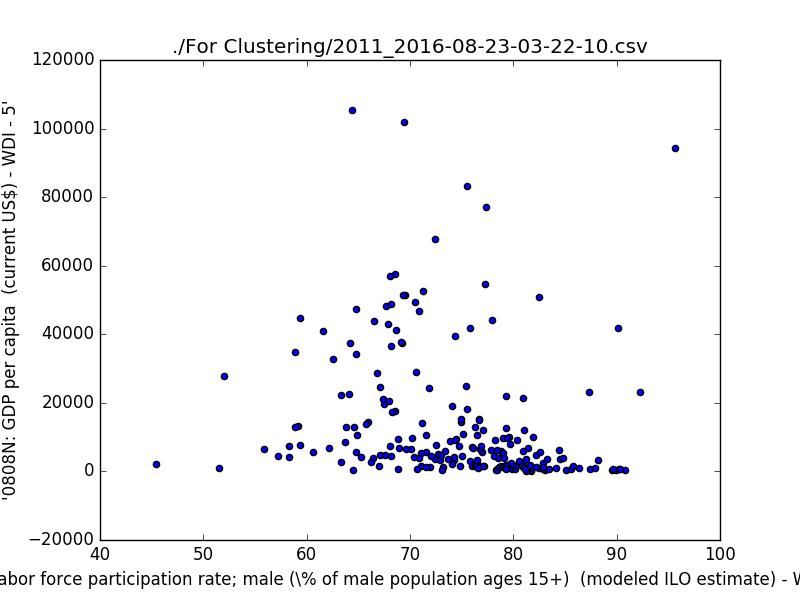 ./For Clustering/2011_2016-08-23-03-22-10.csv
120000
100000
80000
60000
40000
20000
0
−20000
'0808N: GDP per capita  (current US$) - WDI - 5'
40 50 60 70 80 90 100
abor force participation rate; male (\% of male population ages 15+)  (modeled ILO estimate) - W